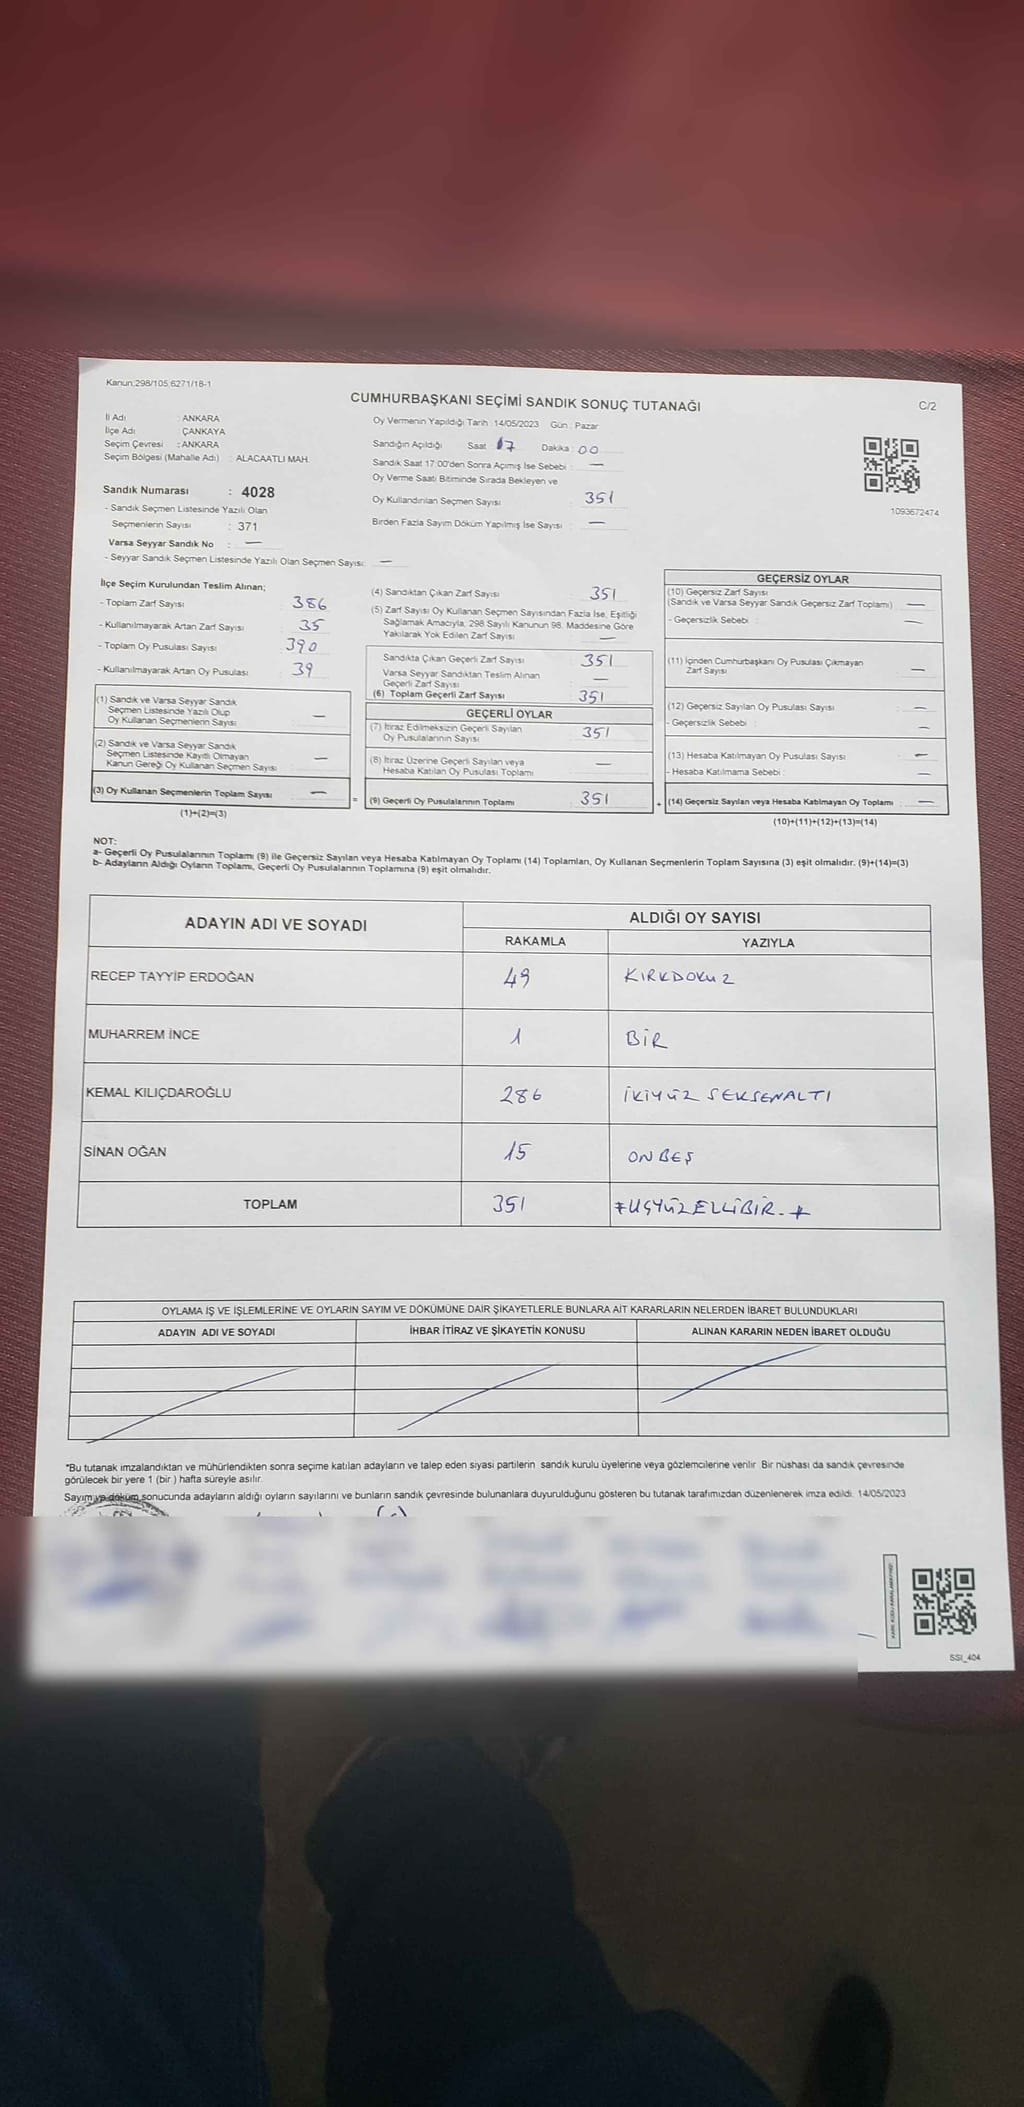 Kanun;298/105,6271/18-1
CUMHURBAŞKANI SEÇİMİ SANDIK SONUÇ TUTANAĞI
C/2
İl Adı : ANKARA
İlçe Adı : ÇANKAYA
Seçim Çevresi : ANKARA
Seçim Bölgesi (Mahalle Adı) : ALACAATLI MAH.
Oy Vermenin Yapıldığı Tarih :14/05/2023 Gün : Pazar
Sandığın Açıldığı Saat 17 Dakika : 00
Sandık Saat 17:00'den Sonra Açımış İse Sebebi : —
Oy Verme Saati Bitiminde Sırada Bekleyen ve
Oy Kullandırılan Seçmen Sayısı : 351
Birden Fazla Sayım Döküm Yapılmış İse Sayısı : —
1093672474
Sandık Numarası : 4028
- Sandık Seçmen Listesinde Yazılı Olan
Seçmenlerin Sayısı : 371
Varsa Seyyar Sandık No : —
- Seyyar Sandık Seçmen Listesinde Yazılı Olan Seçmen Sayısı: —
İlçe Seçim Kurulundan Teslim Alınan;
- Toplam Zarf Sayısı : 386
- Kullanılmayarak Artan Zarf Sayısı : 35
- Toplam Oy Pusulası Sayısı : 390
- Kullanılmayarak Artan Oy Pusulası : 39
(1) Sandık ve Varsa Seyyar Sandık
Seçmen Listesinde Yazılı Olup
Oy Kullanan Seçmenlerin Sayısı : —
(2) Sandık ve Varsa Seyyar Sandık
Seçmen Listesinde Kayıtlı Olmayan
Kanun Gereği Oy Kullanan Seçmen Sayısı : —
(3) Oy Kullanan Seçmenlerin Toplam Sayısı : —
(1)+(2)=(3)
(4) Sandıktan Çıkan Zarf Sayısı : 351
(5) Zarf Sayısı Oy Kullanan Seçmen Sayısından Fazla İse, Eşitliği
Sağlamak Amacıyla, 298 Sayılı Kanunun 98. Maddesine Göre
Yakılarak Yok Edilen Zarf Sayısı : —
Sandıkta Çıkan Geçerli Zarf Sayısı : 351
Varsa Seyyar Sandıktan Teslim Alınan
Geçerli Zarf Sayısı : —
(6) Toplam Geçerli Zarf Sayısı : 351
GEÇERLİ OYLAR
(7) İtiraz Edilmeksizin Geçerli Sayılan
Oy Pusulalarının Sayısı : 351
(8) İtiraz Üzerine Geçerli Sayılan veya
Hesaba Katılan Oy Pusulası Toplamı : —
= (9) Geçerli Oy Pusulalarının Toplamı : 351
GEÇERSİZ OYLAR
(10) Geçersiz Zarf Sayısı
(Sandık ve Varsa Seyyar Sandık Geçersiz Zarf Toplamı) : —
- Geçersizlik Sebebi : —
(11) İçinden Cumhurbaşkanı Oy Pusulası Çıkmayan
Zarf Sayısı : —
(12) Geçersiz Sayılan Oy Pusulası Sayısı : —
- Geçersizlik Sebebi : —
(13) Hesaba Katılmayan Oy Pusulası Sayısı : —
- Hesaba Katılmama Sebebi : —
+ (14) Geçersiz Sayılan veya Hesaba Katılmayan Oy Toplamı : —
(10)+(11)+(12)+(13)=(14)
NOT:
a- Geçerli Oy Pusulalarının Toplamı (9) ile Geçersiz Sayılan veya Hesaba Katılmayan Oy Toplamı (14) Toplamları, Oy Kullanan Seçmenlerin Toplam Sayısına (3) eşit olmalıdır. (9)+(14)=(3)
b- Adayların Aldığı Oyların Toplamı, Geçerli Oy Pusulalarının Toplamına (9) eşit olmalıdır.
ADAYIN ADI VE SOYADI ALDIĞI OY SAYISI
RAKAMLA YAZIYLA
RECEP TAYYİP ERDOĞAN 49 KIRKDOKUZ
MUHARREM İNCE 1 BİR
KEMAL KILIÇDAROĞLU 286 İKİYÜZ SEKSENALTI
SİNAN OĞAN 15 ONBEŞ
TOPLAM 351 #ÜÇYÜZELLİBİR.#
OYLAMA İŞ VE İŞLEMLERİNE VE OYLARIN SAYIM VE DÖKÜMÜNE DAİR ŞİKAYETLERLE BUNLARA AİT KARARLARIN NELERDEN İBARET BULUNDUKLARI
ADAYIN ADI VE SOYADI İHBAR İTİRAZ VE ŞİKAYETİN KONUSU ALINAN KARARIN NEDEN İBARET OLDUĞU
*Bu tutanak imzalandıktan ve mühürlendikten sonra seçime katılan adayların ve talep eden siyasi partilerin sandık kurulu üyelerine veya gözlemcilerine verilir. Bir nüshası da sandık çevresinde
görülecek bir yere 1 (bir ) hafta süreyle asılır.
Sayım ve döküm sonucunda adayların aldığı oyların sayılarını ve bunların sandık çevresinde bulunanlara duyurulduğunu gösteren bu tutanak tarafımızdan düzenlenerek imza edildi. 14/05/2023
SSI_404